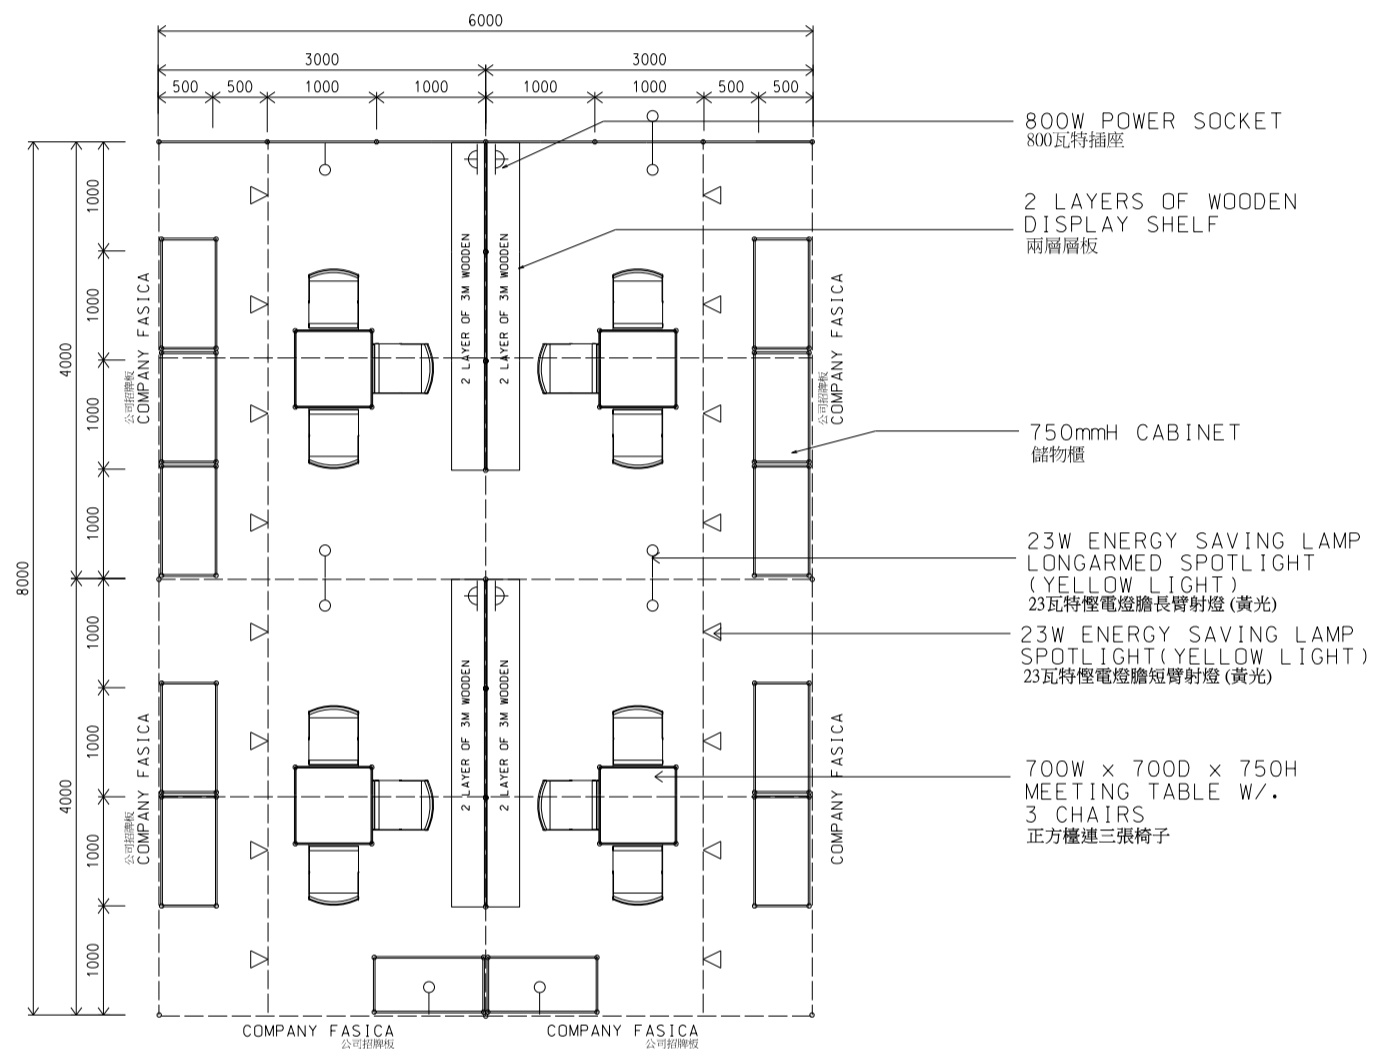 6000
3000
3000
500
500
1000
1000
1000
1000
500
500
800W POWER SOCKET
800瓦特插座
2 LAYERS OF WOODEN
DISPLAY SHELF
兩層層板
750mmH CABINET
儲物櫃
23W ENERGY SAVING LAMP
LONGARMED SPOTLIGHT
(YELLOW LIGHT)
23瓦特慳電燈膽長臂射燈 (黃光)
23W ENERGY SAVING LAMP
SPOTLIGHT(YELLOW LIGHT)
23瓦特慳電燈膽短臂射燈 (黃光)
700W x 700D x 750H
MEETING TABLE W/.
3 CHAIRS
正方檯連三張椅子
8000
4000
4000
1000
1000
1000
1000
1000
1000
1000
1000
COMPANY FASICA
COMPANY FASICA
公司招牌板
2 LAYER OF 3M WOODEN
2 LAYER OF 3M WOODEN
COMPANY FASICA
公司招牌板
COMPANY FASICA
公司招牌板
2 LAYER OF 3M WOODEN
2 LAYER OF 3M WOODEN
COMPANY FASICA
COMPANY FASICA
公司招牌板
COMPANY FASICA
公司招牌板